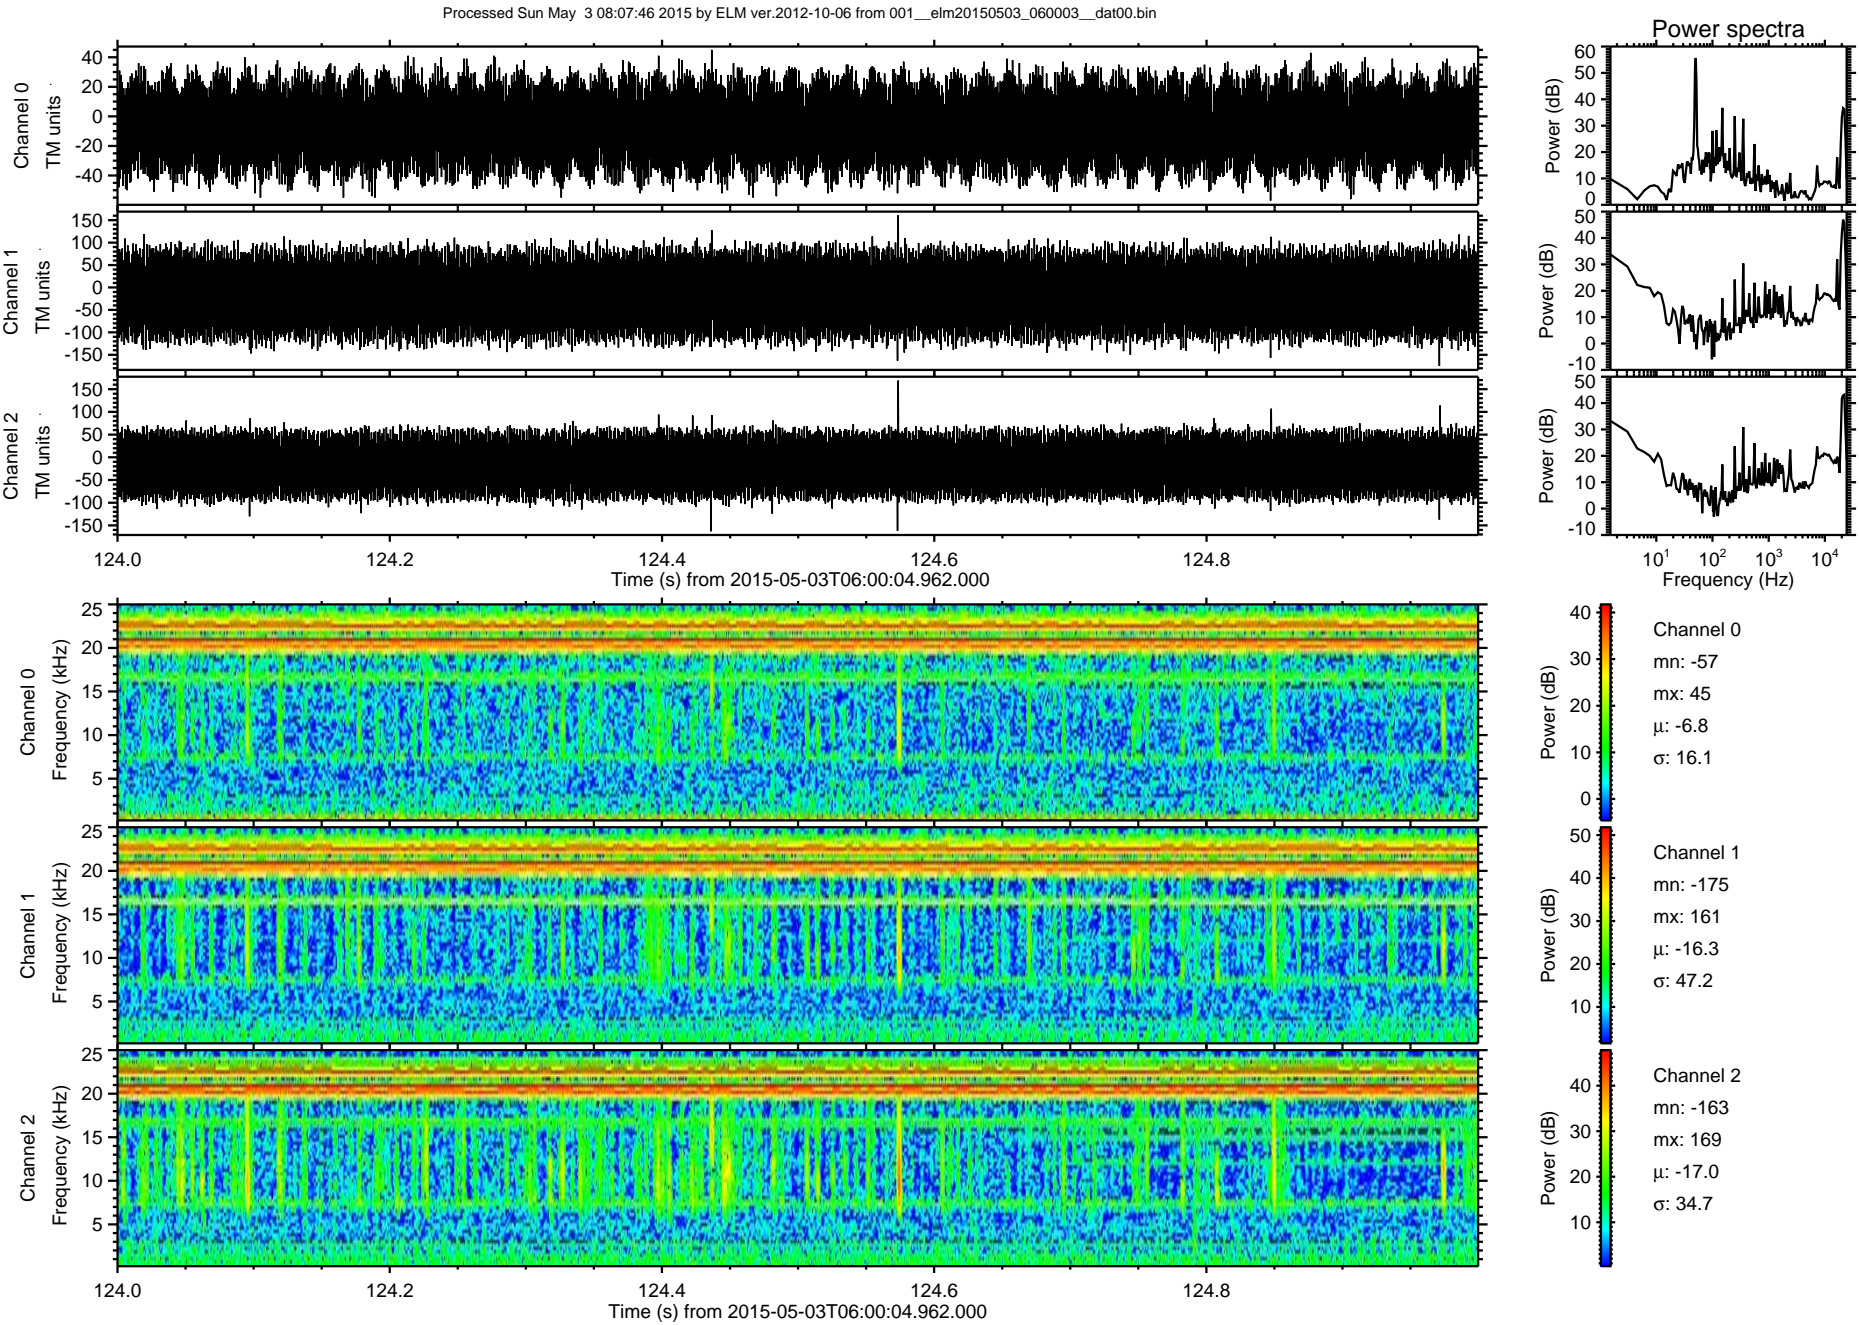 Processed Sun May  3 08:07:46 2015 by ELM ver.2012-10-06 from 001__elm20150503_060003__dat00.bin
Power spectra
Channel 0
TM units
40
20
0
-20
-40
Power (dB)
60
50
40
30
20
10
0
Channel 1
TM units
150
100
50
0
-50
-100
-150
Power (dB)
50
40
30
20
10
0
-10
Channel 2
TM units
150
100
50
0
-50
-100
-150
Power (dB)
50
40
30
20
10
0
-10
124.0 124.2 124.4 124.6 124.8
Time (s) from 2015-05-03T06:00:04.962.000
10¹ 10² 10³ 10⁴
Frequency (Hz)
Channel 0
Frequency (kHz)
25
20
15
10
5
Power (dB)
40
30
20
10
0
Channel 0
mn: -57
mx: 45
μ: -6.8
σ: 16.1
Channel 1
Frequency (kHz)
25
20
15
10
5
Power (dB)
50
40
30
20
10
Channel 1
mn: -175
mx: 161
μ: -16.3
σ: 47.2
Channel 2
Frequency (kHz)
25
20
15
10
5
Power (dB)
40
30
20
10
Channel 2
mn: -163
mx: 169
μ: -17.0
σ: 34.7
124.0 124.2 124.4 124.6 124.8
Time (s) from 2015-05-03T06:00:04.962.000